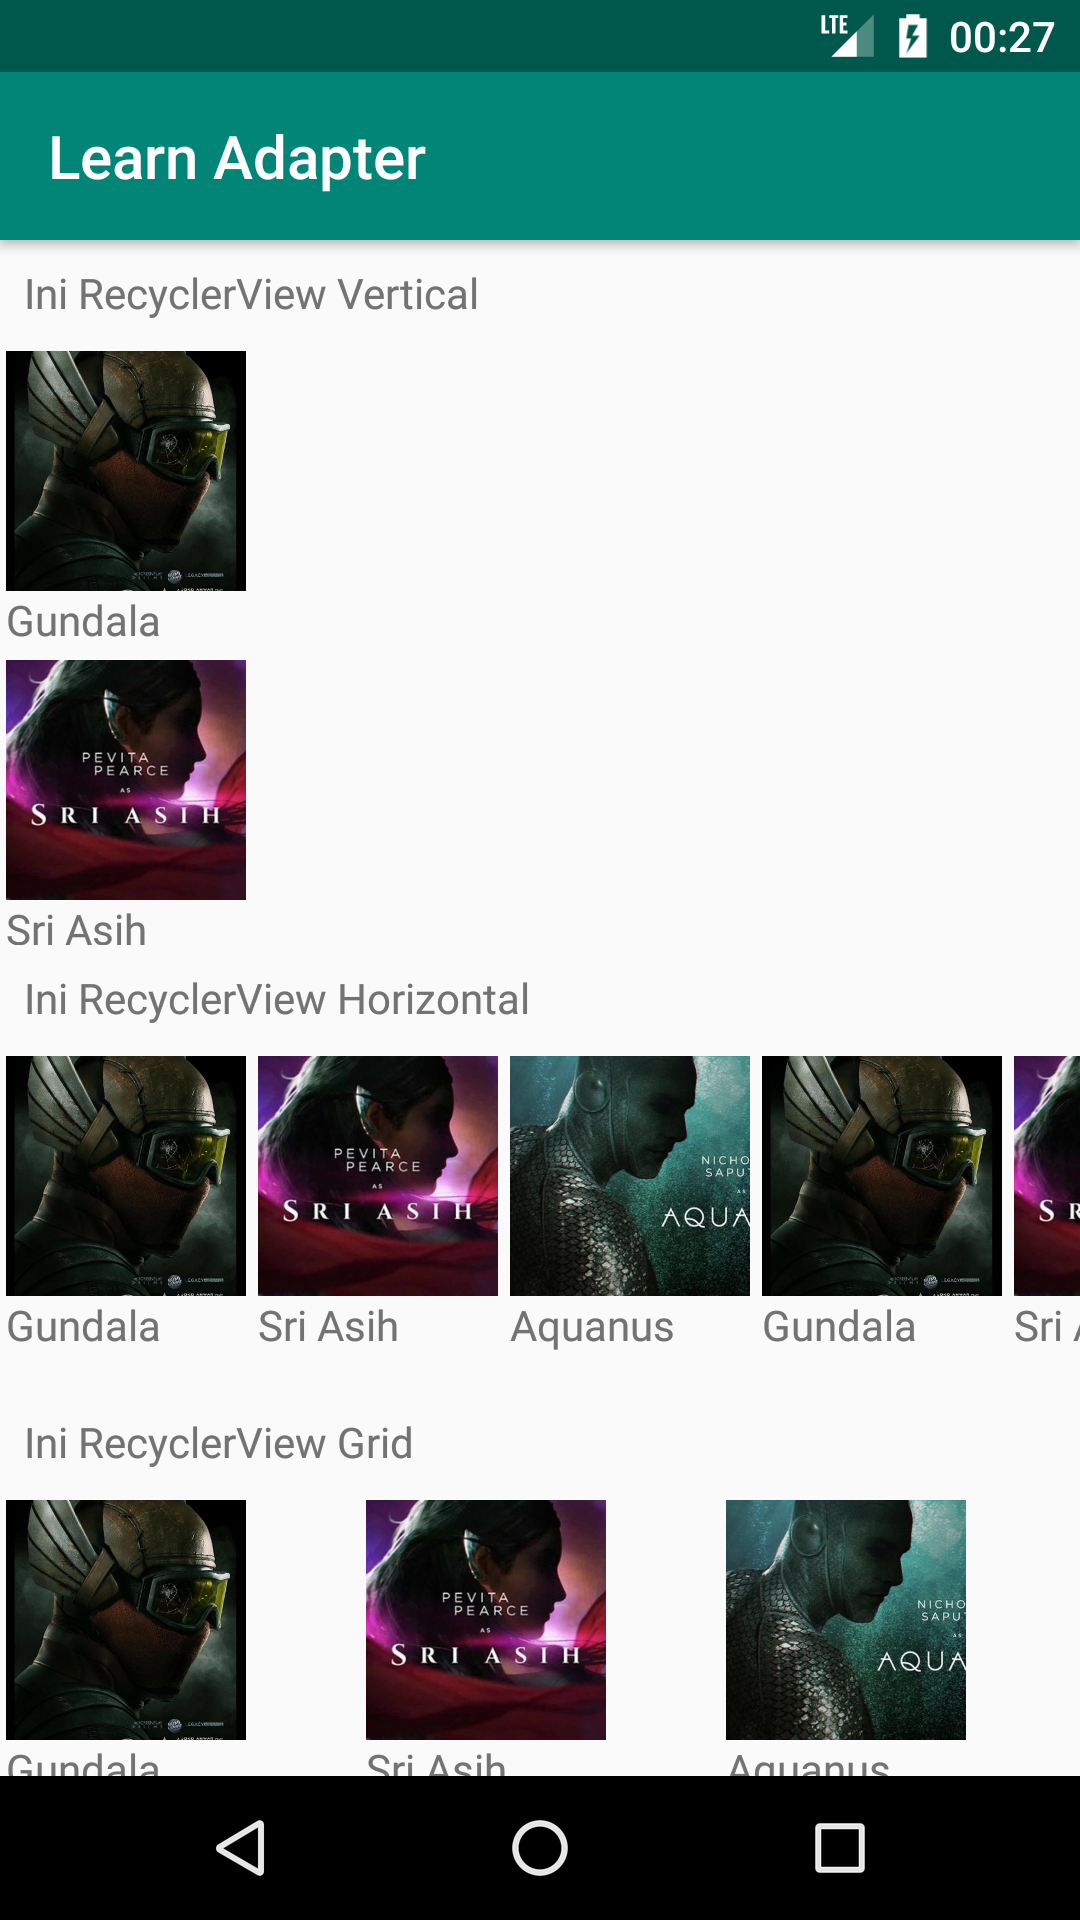 LTE 00:27
Learn Adapter
Ini RecyclerView Vertical
Gundala
PEVITA
PEARCE
AS
SRI ASIH
Sri Asih
Ini RecyclerView Horizontal
PEVITA
PEARCE
AS
SRI ASIH
NICHO
SAPUT
AS
AQUA
S R
Gundala Sri Asih Aquanus Gundala Sri
Ini RecyclerView Grid
PEVITA
PEARCE
AS
SRI ASIH
NICHO
SAPUT
AS
AQUA
Gundala Sri Asih Aquanus